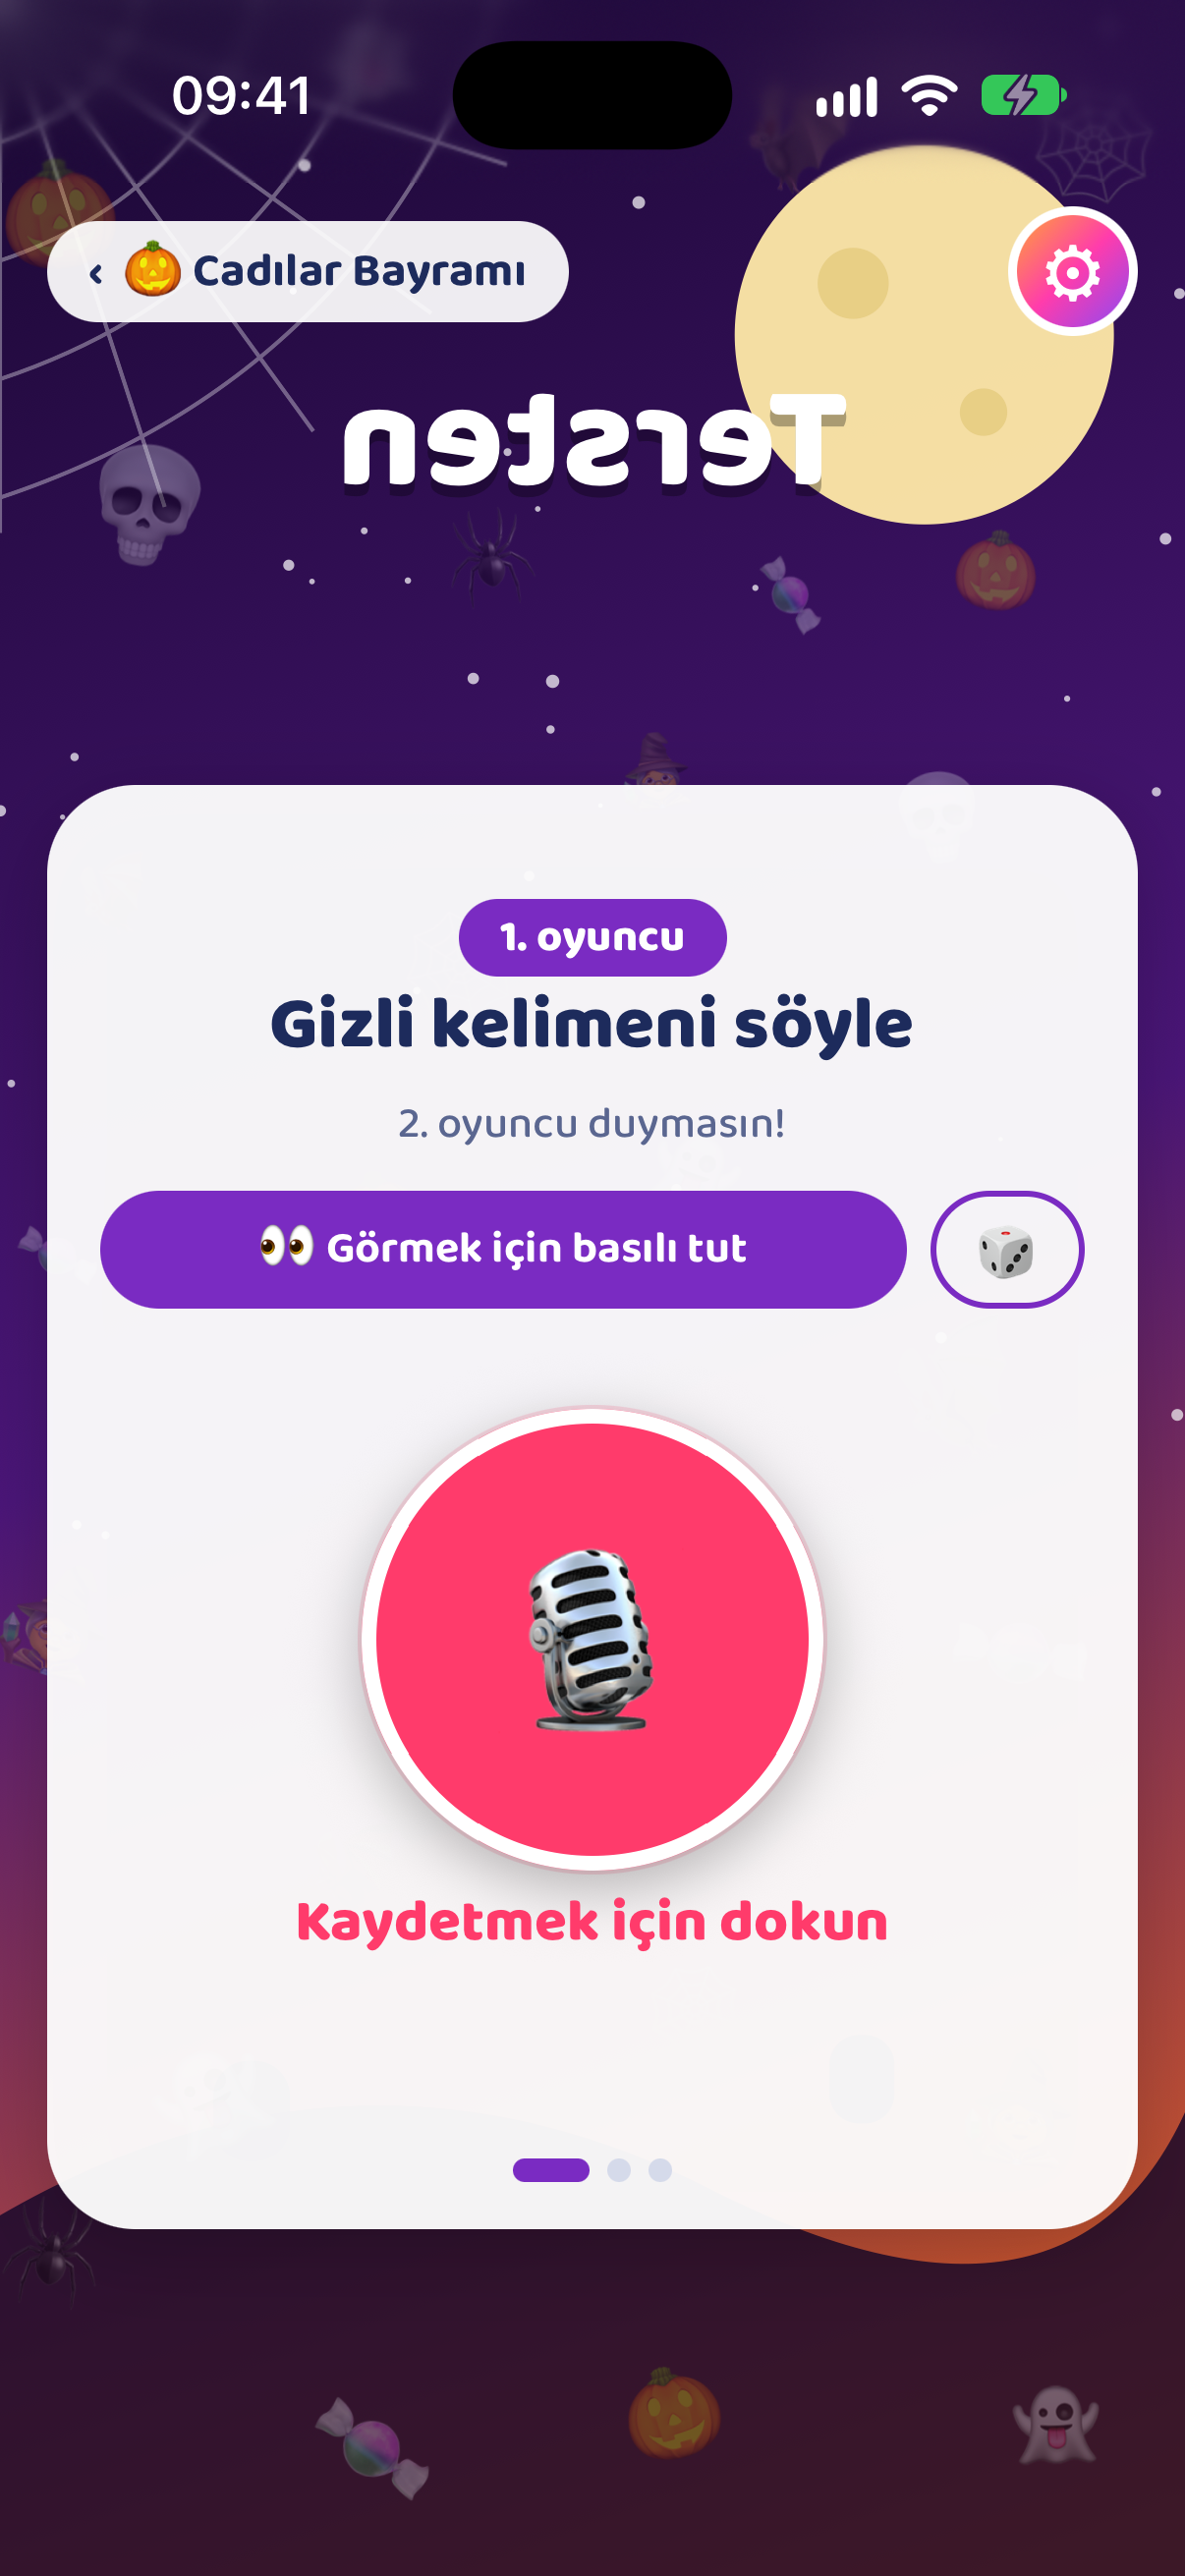 09:41
‹ 🎃 Cadılar Bayramı
Tersten
1. oyuncu
Gizli kelimeni söyle
2. oyuncu duymasın!
👀 Görmek için basılı tut
Kaydetmek için dokun